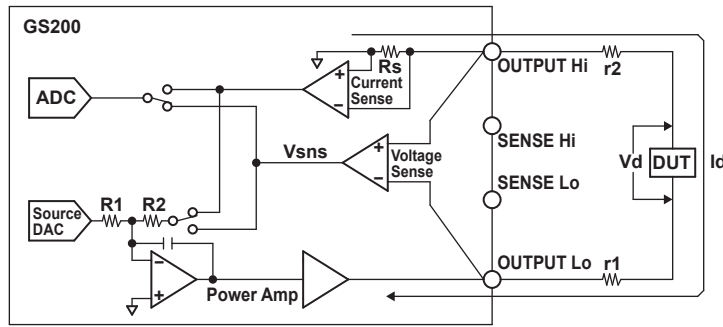 GS200
ADC
Rs
Current
Sense
+
−
OUTPUT Hi
r2
SENSE Hi
Vsns
+
−
Voltage
Sense
Vd
DUT
Id
Source
DAC
R1
R2
SENSE Lo
−
+
Power Amp
OUTPUT Lo
r1